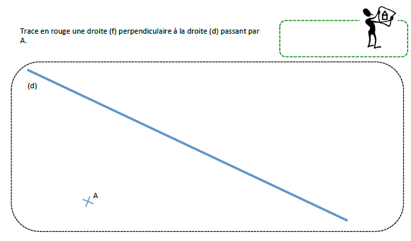 Trace en rouge une droite (f) perpendiculaire à la droite (d) passant par
A.
(d)
A